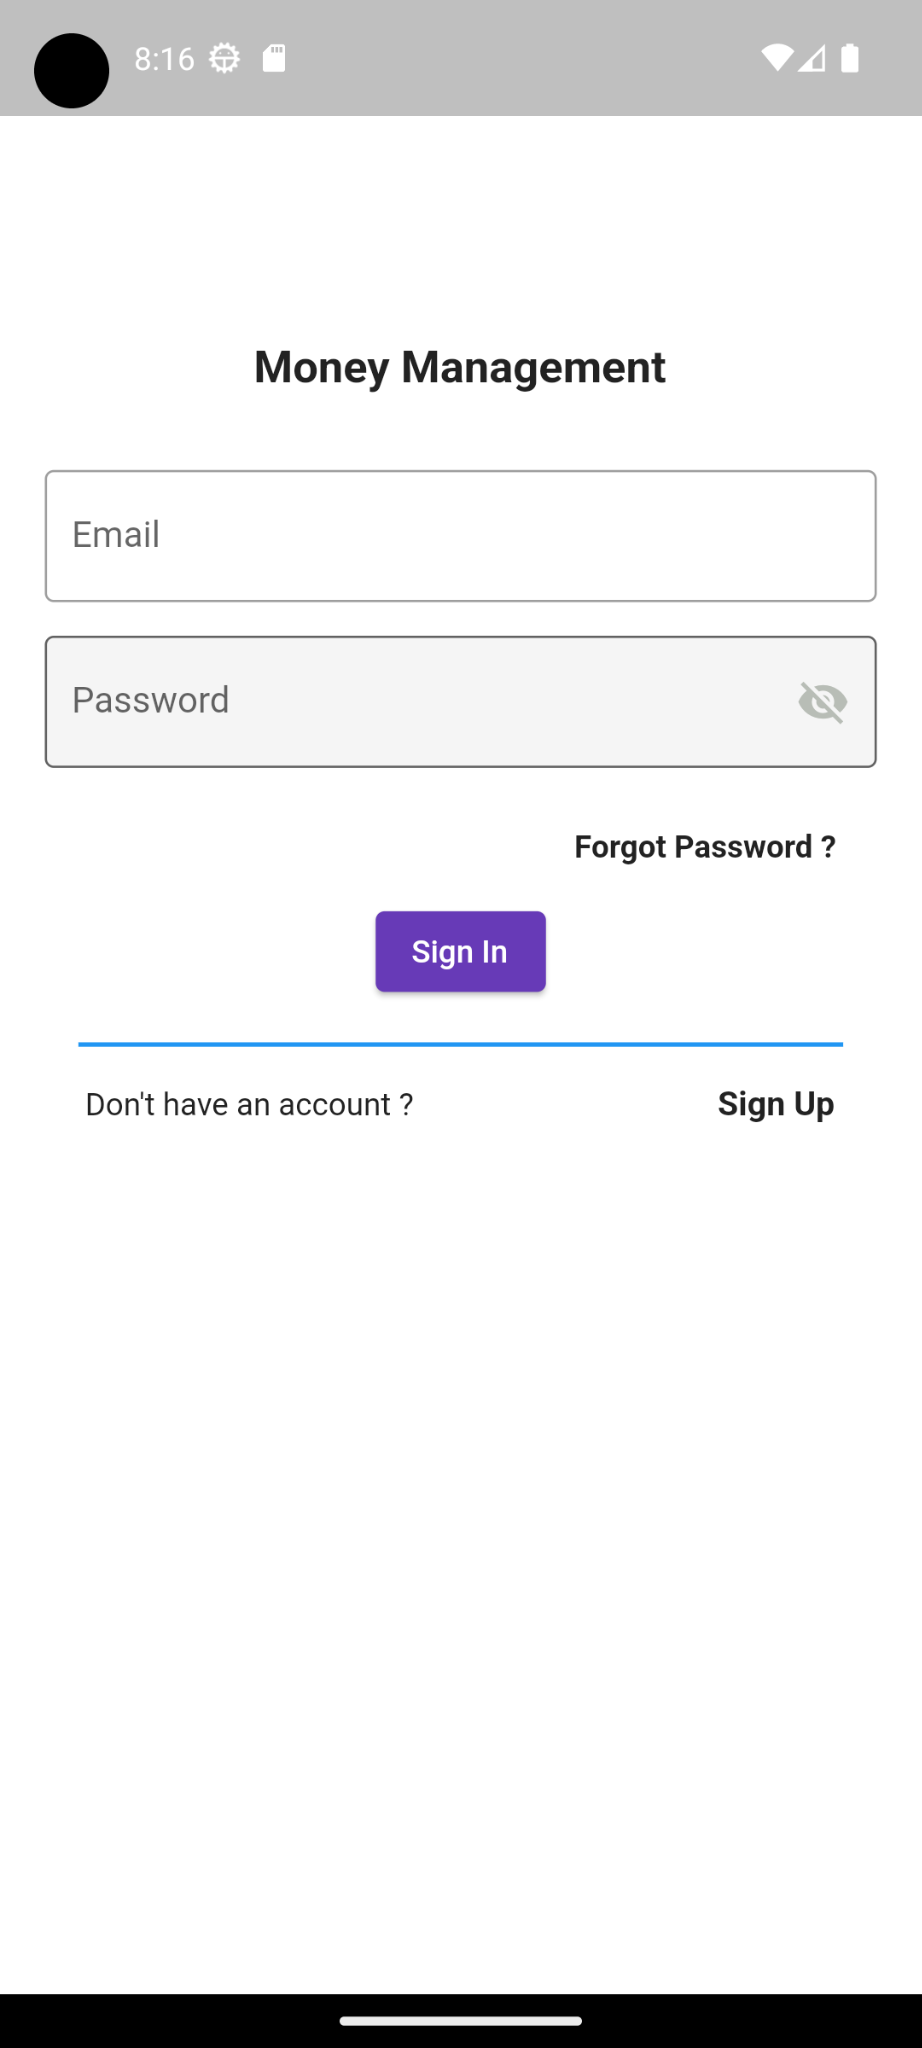 8:16
Money Management
Email
Password
Forgot Password ?
Sign In
Don't have an account ? Sign Up